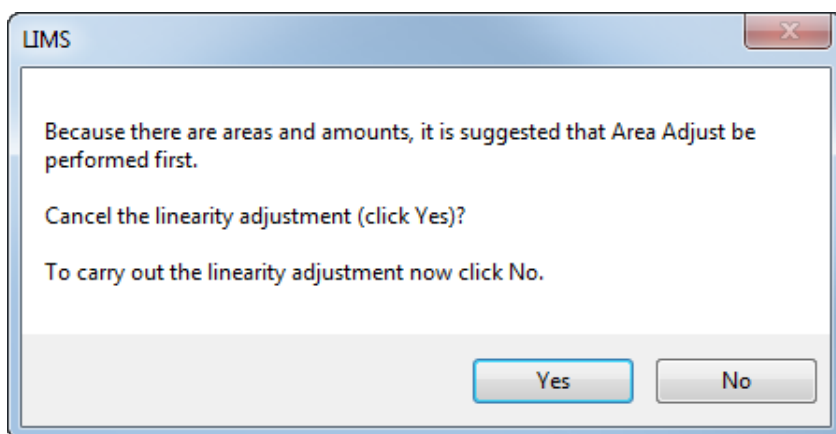 LIMS
Because there are areas and amounts, it is suggested that Area Adjust be
performed first.
Cancel the linearity adjustment (click Yes)?
To carry out the linearity adjustment now click No.
Yes
No